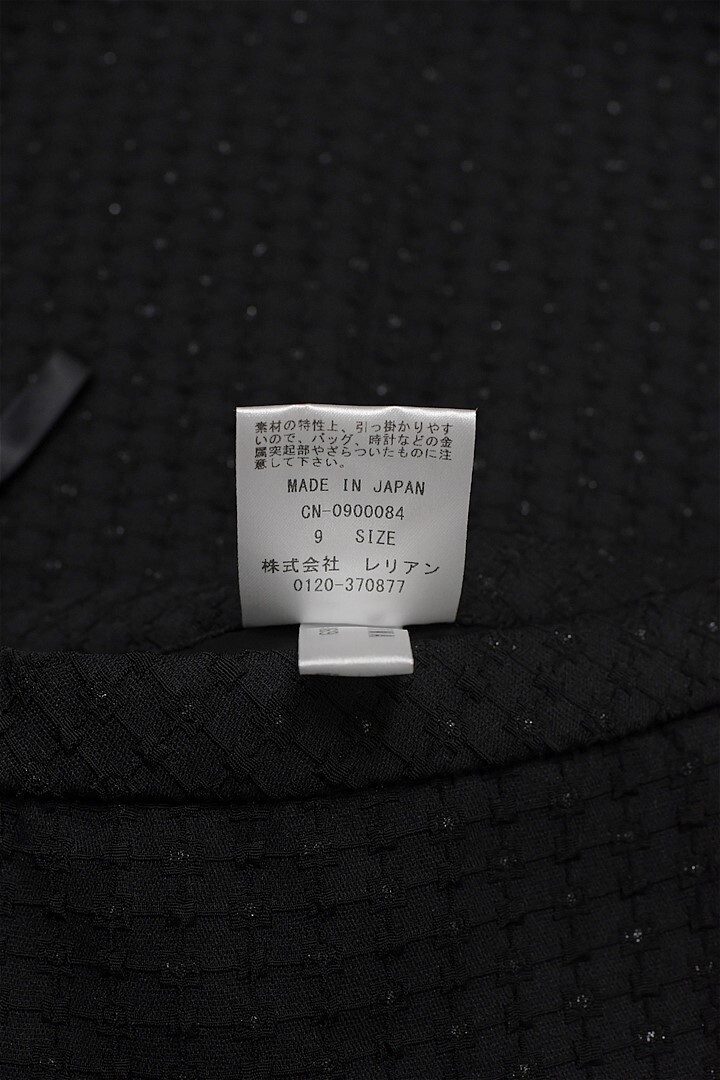 素材の特性上、引っ掛かりやす
いので、バッグ、時計などの金
属突起部やざらついたものに注
意して下さい。
MADE IN JAPAN
CN-0900084
9 SIZE
株式会社 レリアン
0120-370877